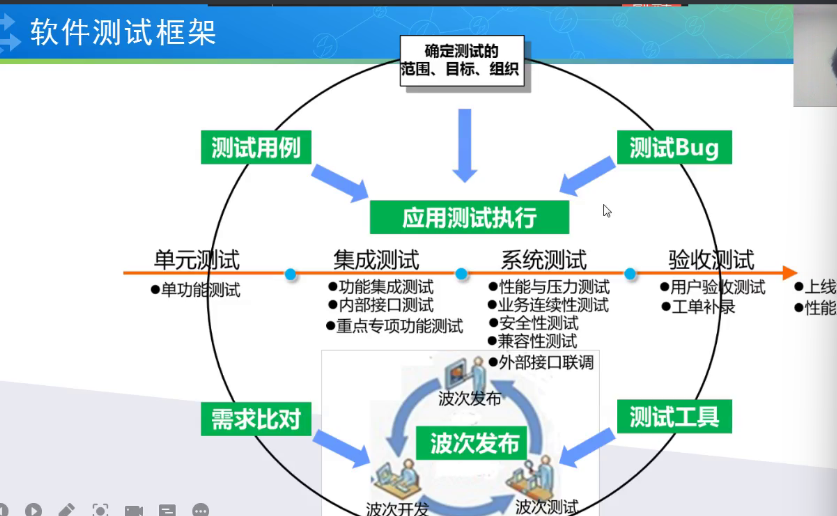 软件测试框架
确定测试的
范围、目标、组织
测试用例
测试Bug
应用测试执行
单元测试
集成测试
系统测试
验收测试
●单功能测试
●功能集成测试
●内部接口测试
●重点专项功能测试
●性能与压力测试
●业务连续性测试
●安全性测试
●兼容性测试
●外部接口联调
●用户验收测试
●工单补录
●上线
●性能
需求比对
测试工具
波次发布
波次发布
波次开发
波次测试